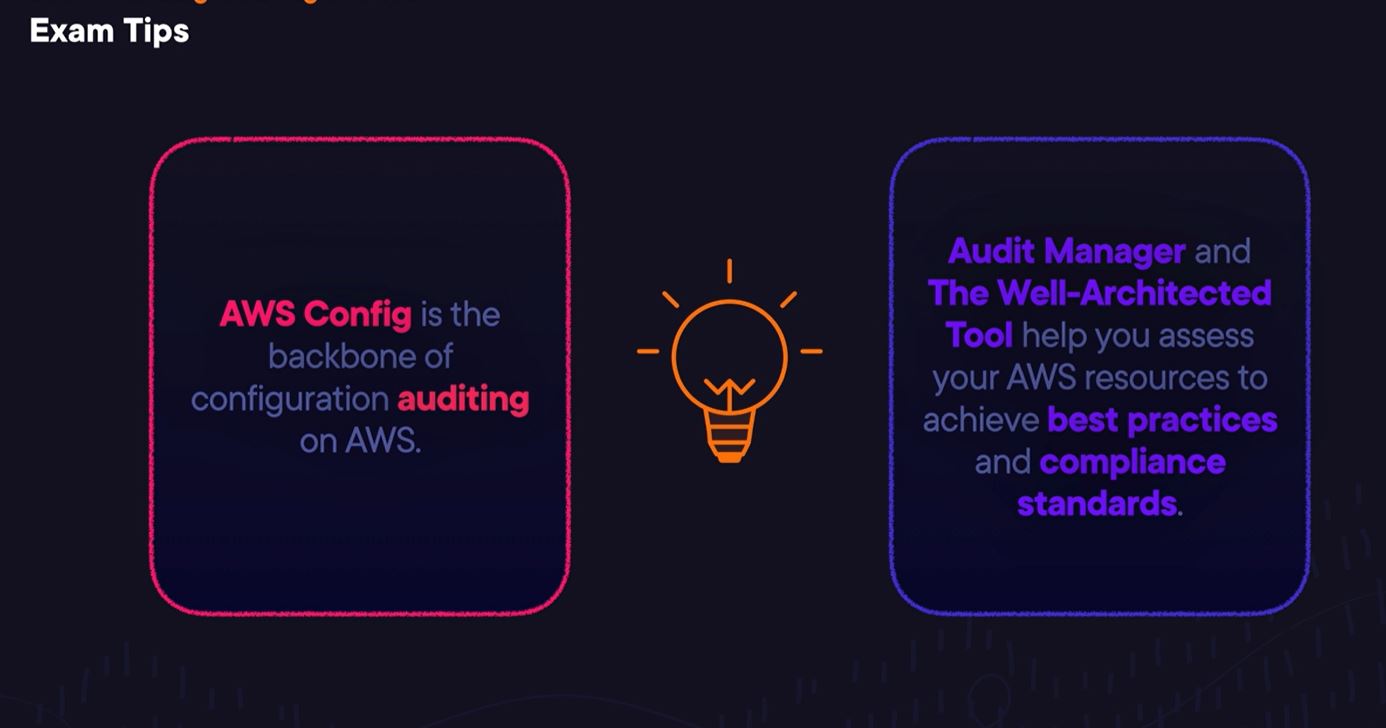 Exam Tips
AWS Config is the
backbone of
configuration auditing
on AWS.
Audit Manager and
The Well-Architected
Tool help you assess
your AWS resources to
achieve best practices
and compliance
standards.